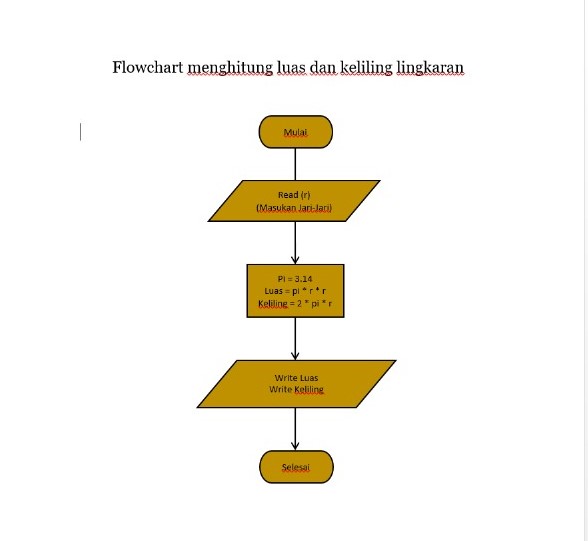 Flowchart menghitung luas dan keliling lingkaran
Mulai
Read (r)
(Masukan Jari-Jari)
Pi = 3.14
Luas = pi * r * r
Keliling = 2 * pi * r
Write Luas
Write Keliling
Selesai